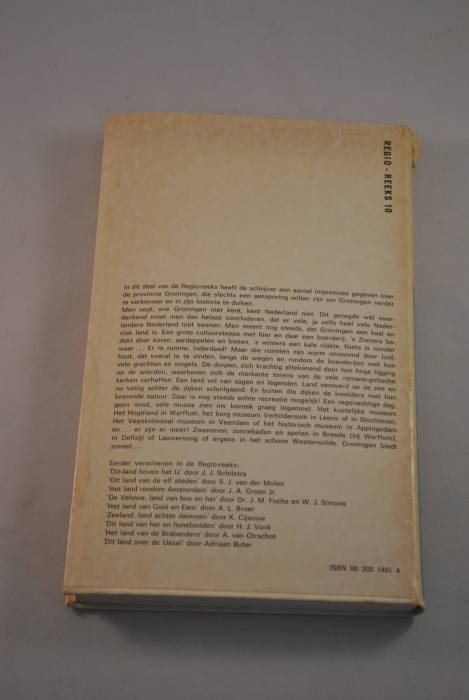 REGIO - REEKS 10
In dit deel van de Regio-reeks heeft de schrijver een aantal impressies gegeven over
de provincie Groningen, die slechts een aansporing willen zijn om Groningen verder
te verkennen en in zijn historie te duiken.
Men zegt, wie Groningen niet kent, kent Nederland niet. Dit gezegde wel over-
denkend moet men dan helaas concluderen, dat er vele, ja zelfs heel vele Neder-
landers Nederland niet kennen. Men meent nog steeds, dat Groningen een kaal en
vlak land is. Een grote cultuursteppe met hier en daar een boerderij, 's Zomers be-
dekt door koren, aardappelen en bieten, 's winters een kale vlakte. Niets is minder
waar . . . Er is ruimte, inderdaad! Maar die ruimten zijn warm omzoomd door loof-
hout, dat overal is te vinden, langs de wegen en rondom de boerderijen met hun
vele grachten en singels. De dorpen, zich krachtig aftekenend door hun hoge ligging
op de wierden, waarboven zich de markante torens van de vele romano-gotische
kerken verheffen. Een land vol van sagen en legenden. Land veroverd op de zee en
nu veilig achter de dijken schuilgaand. En buiten die dijken de kwelders met hun
boeiende natuur. Daar is nog steeds echte recreatie mogelijk! Een regenachtige dag,
geen nood, vele musea zien uw bezoek graag tegemoet. Het kostelijke museum
Het Hogeland in Warffum, het borg museum Verhildersum in Leens of in Slochteren,
Het Veenkoloniaal museum in Veendam of het historisch museum in Appingedam
en . . . er zijn er meer! Zwemmen, zonnebaden en spelen in Breede (bij Warffum),
in Delfzijl of Lauwersoog of ergens in het schone Westerwolde. Groningen biedt
zoveel . . .
Eerder verschenen in de Regio-reeks:
'Dit-land boven het IJ' door J. J. Schilstra
'Dit land van de elf steden' door S. J. van der Molen
'Het land rondom Amsterdam' door J. A. Groen Jr.
'De Veluwe, land van bos en hei' door Dr. J. M. Fuchs en W. J. Simons
'Het land van Gooi en Eem' door A. L. Broer
'Zeeland, land achter dammen' door K. Cijsouw
'Dit land van hei en hunebedden' door H. J. Vonk
'Het land van de Brabanders' door A. van Oirschot
'Dit land over de IJssel' door Adriaan Buter
ISBN 90 205 1491 4